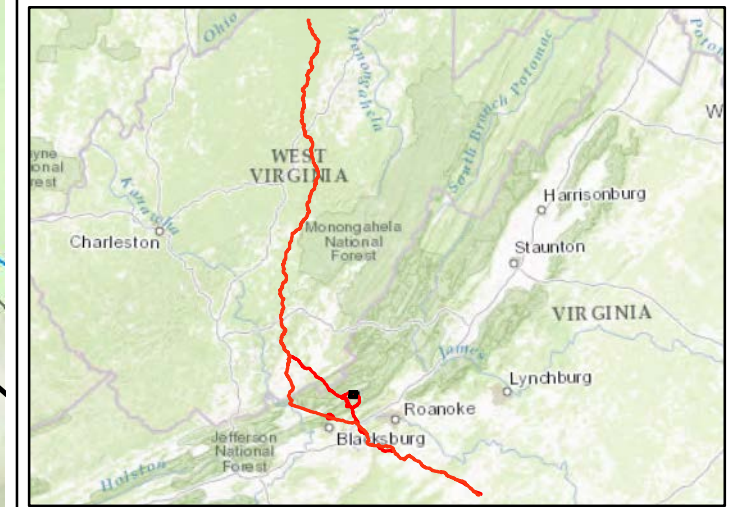 Ohio
Monongahela
South Branch Potomac
W
WEST
VIRGINIA
Kanawha
Harrisonburg
Charleston
Monongahela
National
Forest
Staunton
VIRGINIA
James
Lynchburg
Roanoke
Blacksburg
Jefferson
National
Forest
Holston